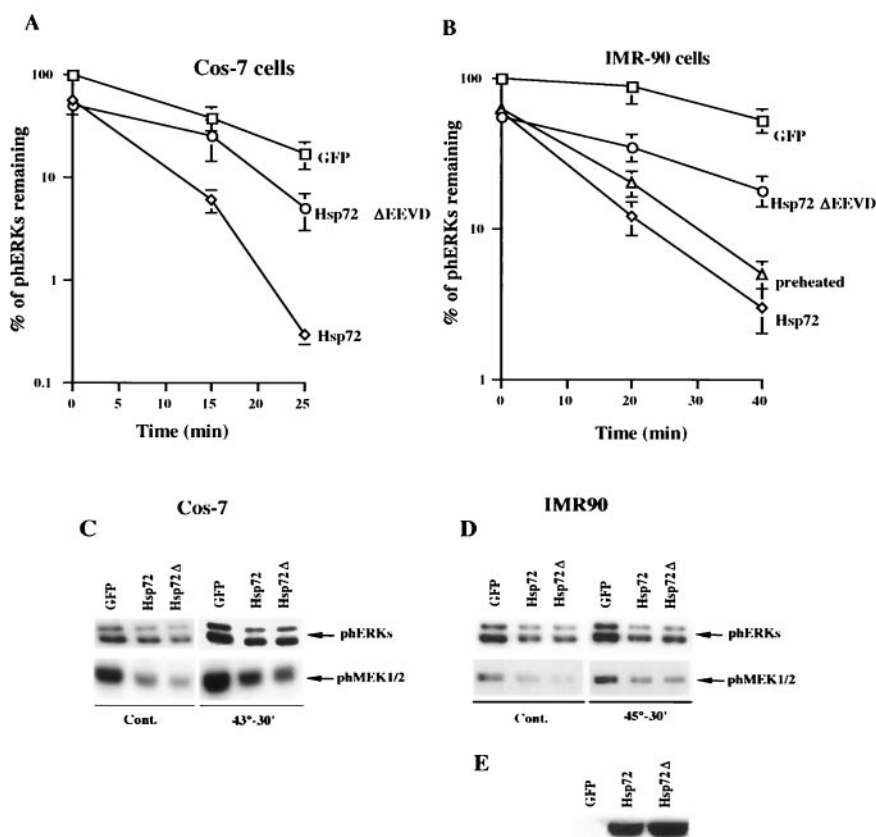 A
Cos-7 cells
% of phERKs remaining
100
10
1
0.1
0
5
10
15
20
25
Time (min)
GFP
Hsp72 ΔEEVD
Hsp72
B
IMR-90 cells
% of phERKs remaining
100
10
1
0
10
20
30
40
Time (min)
GFP
Hsp72 ΔEEVD
preheated
Hsp72
C
Cos-7
GFP
Hsp72
Hsp72 Δ
GFP
Hsp72
Hsp72 Δ
phERKs
phMEK1/2
Cont.
43°-30'
D
IMR90
GFP
Hsp72
Hsp72 Δ
GFP
Hsp72
Hsp72 Δ
phERKs
phMEK1/2
Cont.
45°-30'
E
GFP
Hsp72
Hsp72 Δ